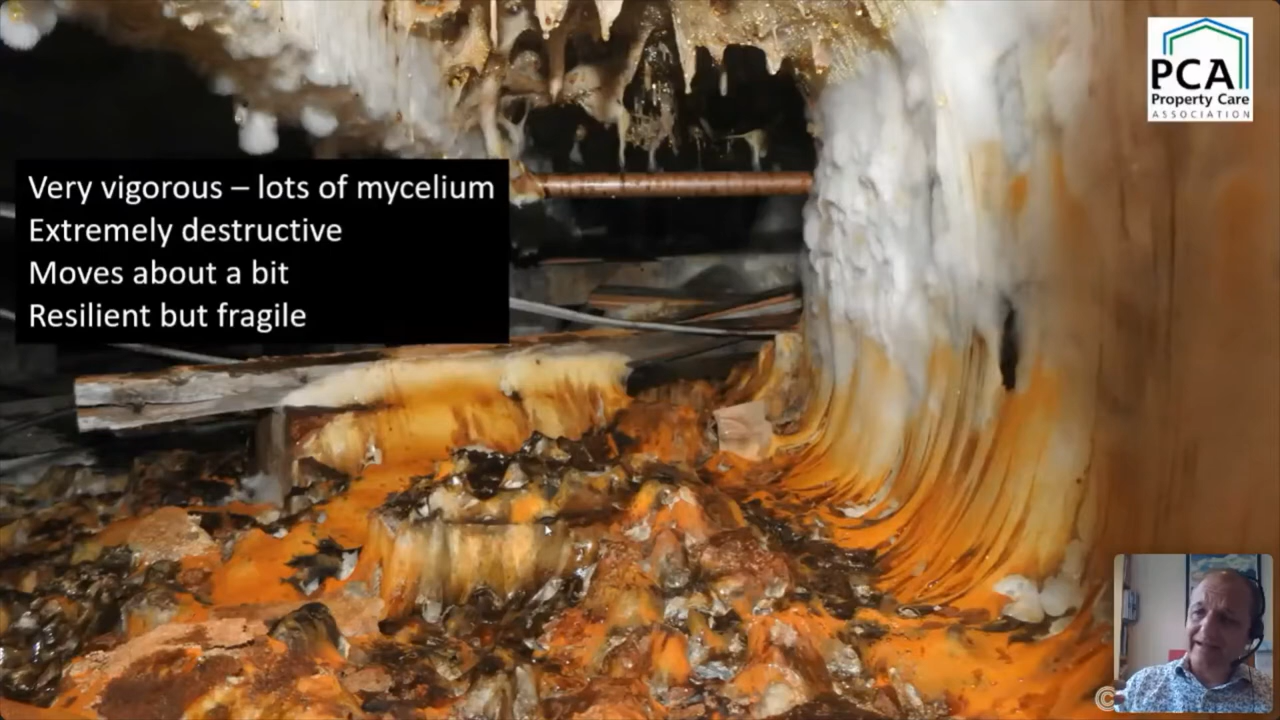 Very vigorous – lots of mycelium
Extremely destructive
Moves about a bit
Resilient but fragile
PCA
Property Care
ASSOCIATION
©